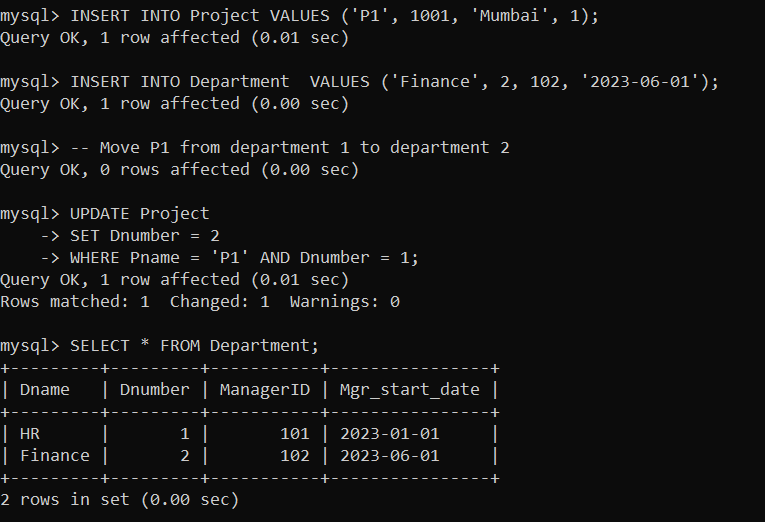 mysql> INSERT INTO Project VALUES ('P1', 1001, 'Mumbai', 1);
Query OK, 1 row affected (0.01 sec)

mysql> INSERT INTO Department  VALUES ('Finance', 2, 102, '2023-06-01');
Query OK, 1 row affected (0.00 sec)

mysql> -- Move P1 from department 1 to department 2
Query OK, 0 rows affected (0.00 sec)

mysql> UPDATE Project
    -> SET Dnumber = 2
    -> WHERE Pname = 'P1' AND Dnumber = 1;
Query OK, 1 row affected (0.01 sec)
Rows matched: 1  Changed: 1  Warnings: 0

mysql> SELECT * FROM Department;
+---------+---------+-----------+----------------+
| Dname   | Dnumber | ManagerID | Mgr_start_date |
+---------+---------+-----------+----------------+
| HR      |       1 |       101 | 2023-01-01     |
| Finance |       2 |       102 | 2023-06-01     |
+---------+---------+-----------+----------------+
2 rows in set (0.00 sec)